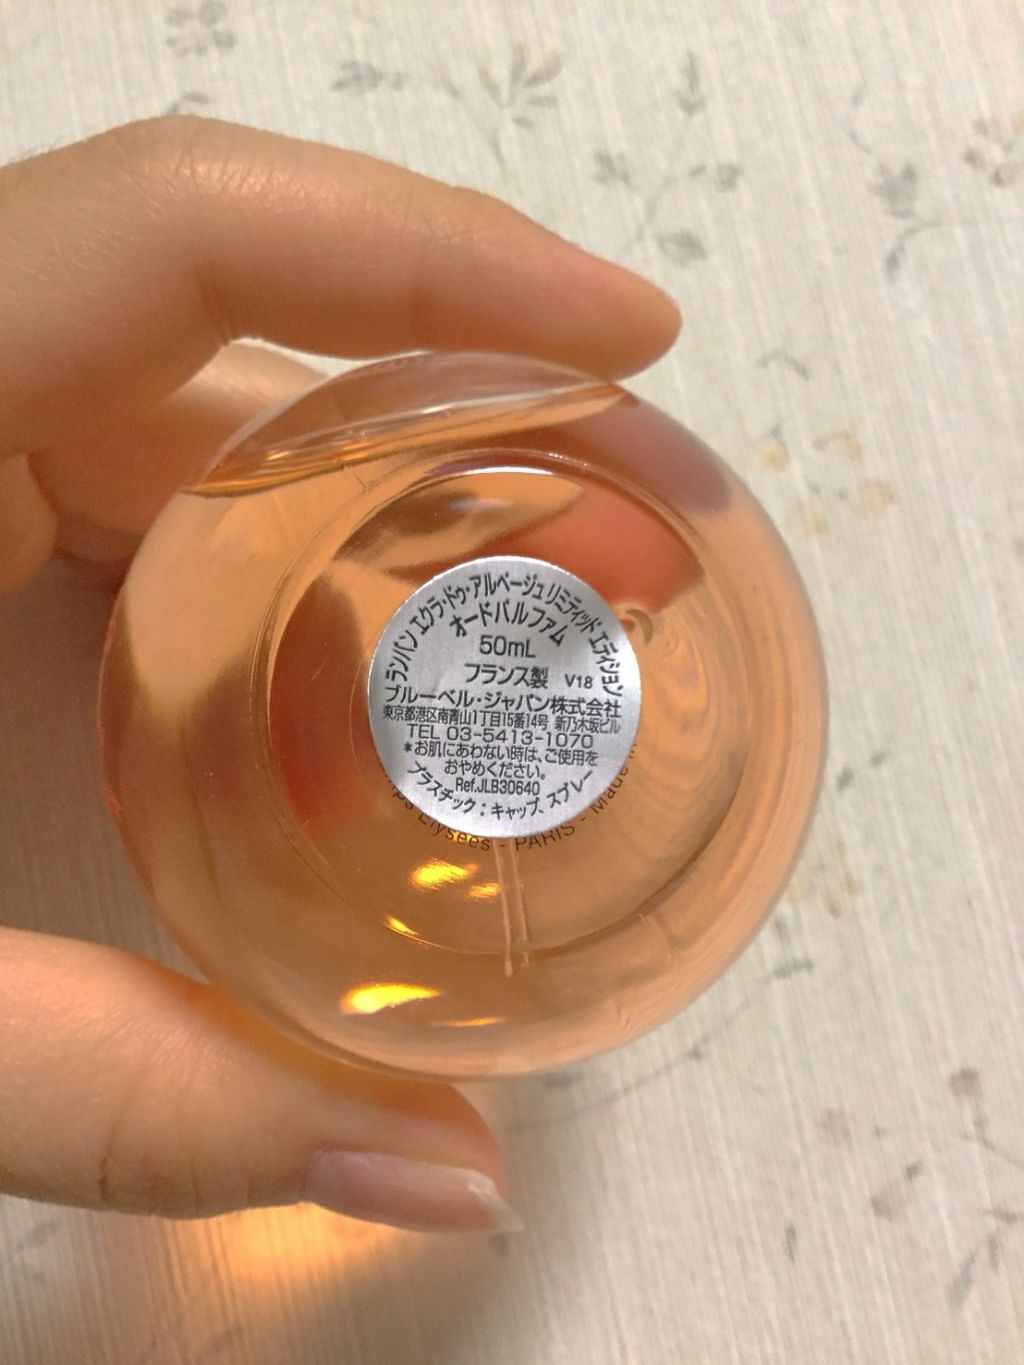 ランバン エクラ・ドゥ・アルページュ リミティッド エディション
オードパルファム
50mL
フランス製 V18
ブルーベル・ジャパン株式会社
東京都港区南青山1丁目15番14号 新乃木坂ビル
TEL 03-5413-1070
*お肌にあわない時は、ご使用を
おやめください。
Ref.JLB30640
プラスチック：キャップ、スプレー
Elysées - PARIS - Made in